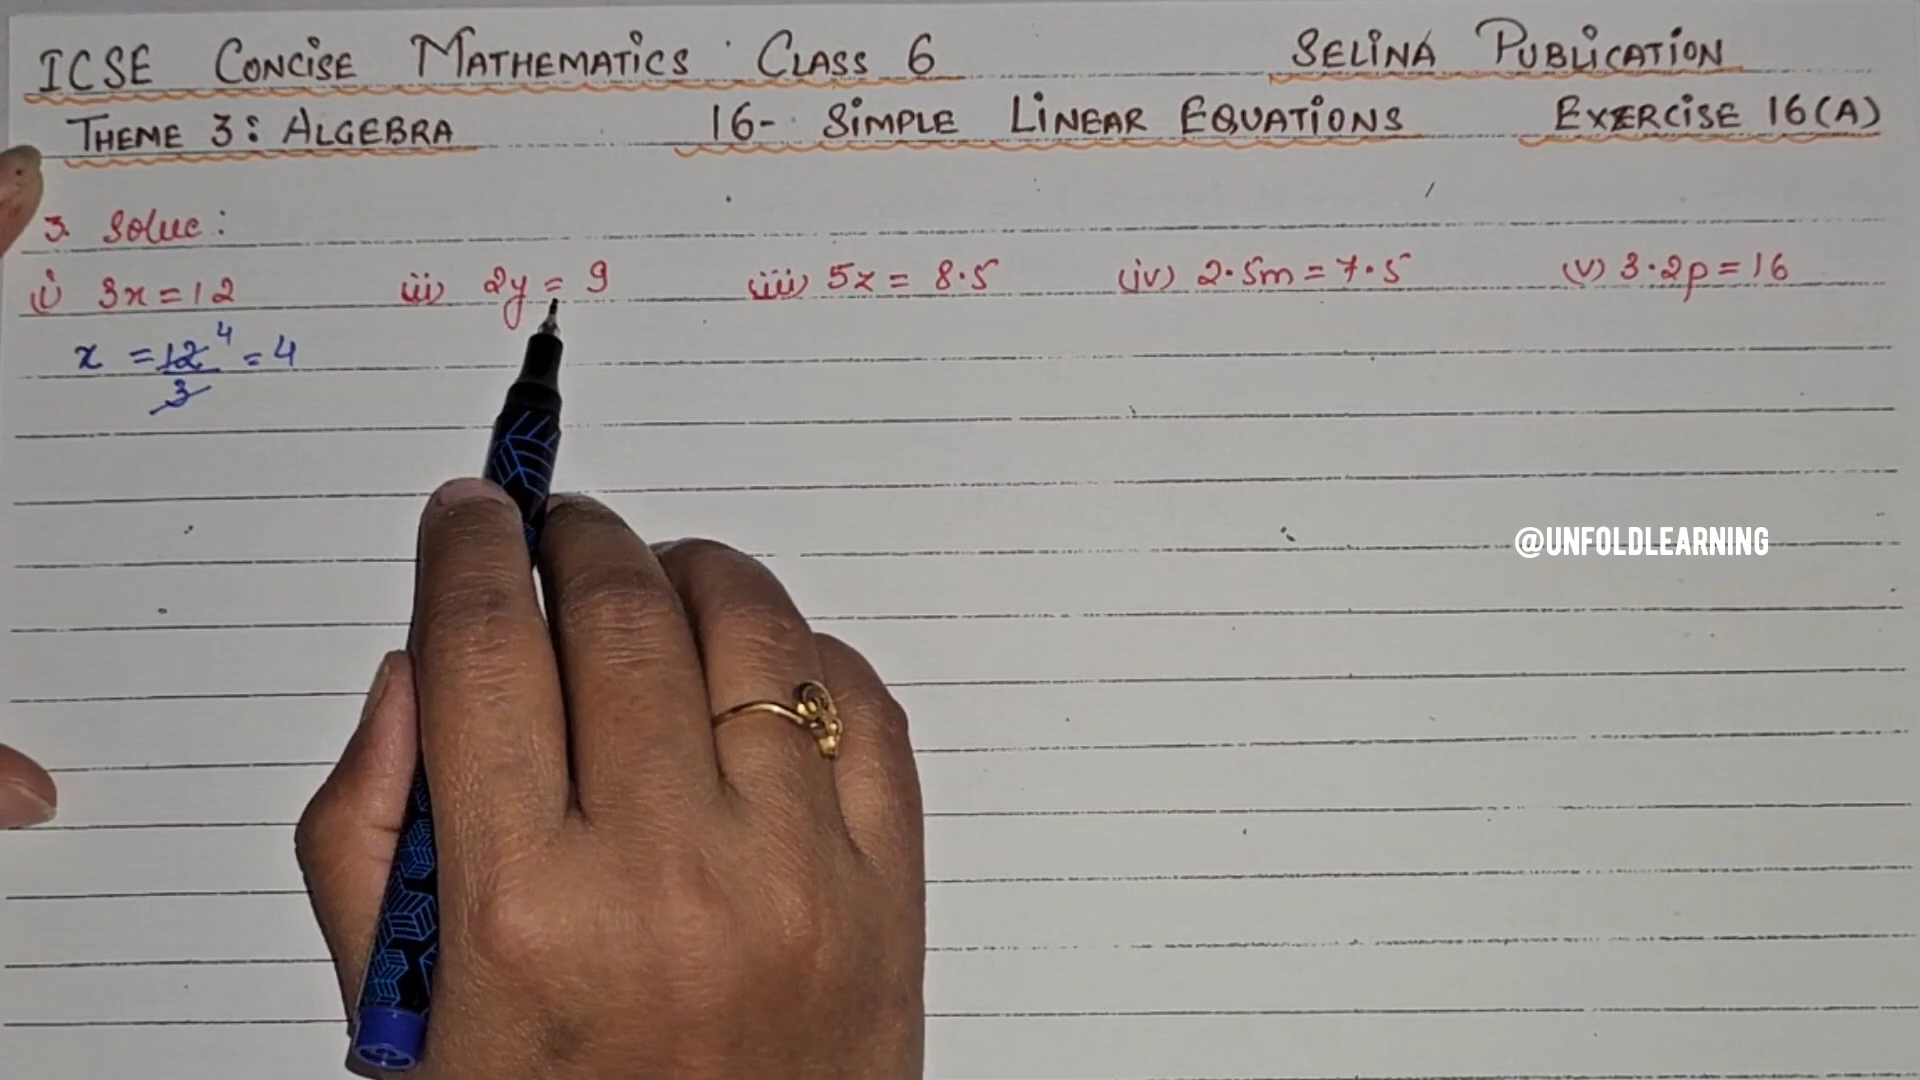 ICSE CONCISE MATHEMATICS CLASS 6 SELINA PUBLICATION
THEME 3: ALGEBRA 16- SIMPLE LINEAR EQUATIONS EXERCISE 16(A)
3. Solve:
(i) 3x = 12 (ii) 2y = 9 (iii) 5z = 8.5 (iv) 2.5m = 7.5 (v) 3.2p = 16
x = 12/3 4 = 4
@UNFOLDLEARNING